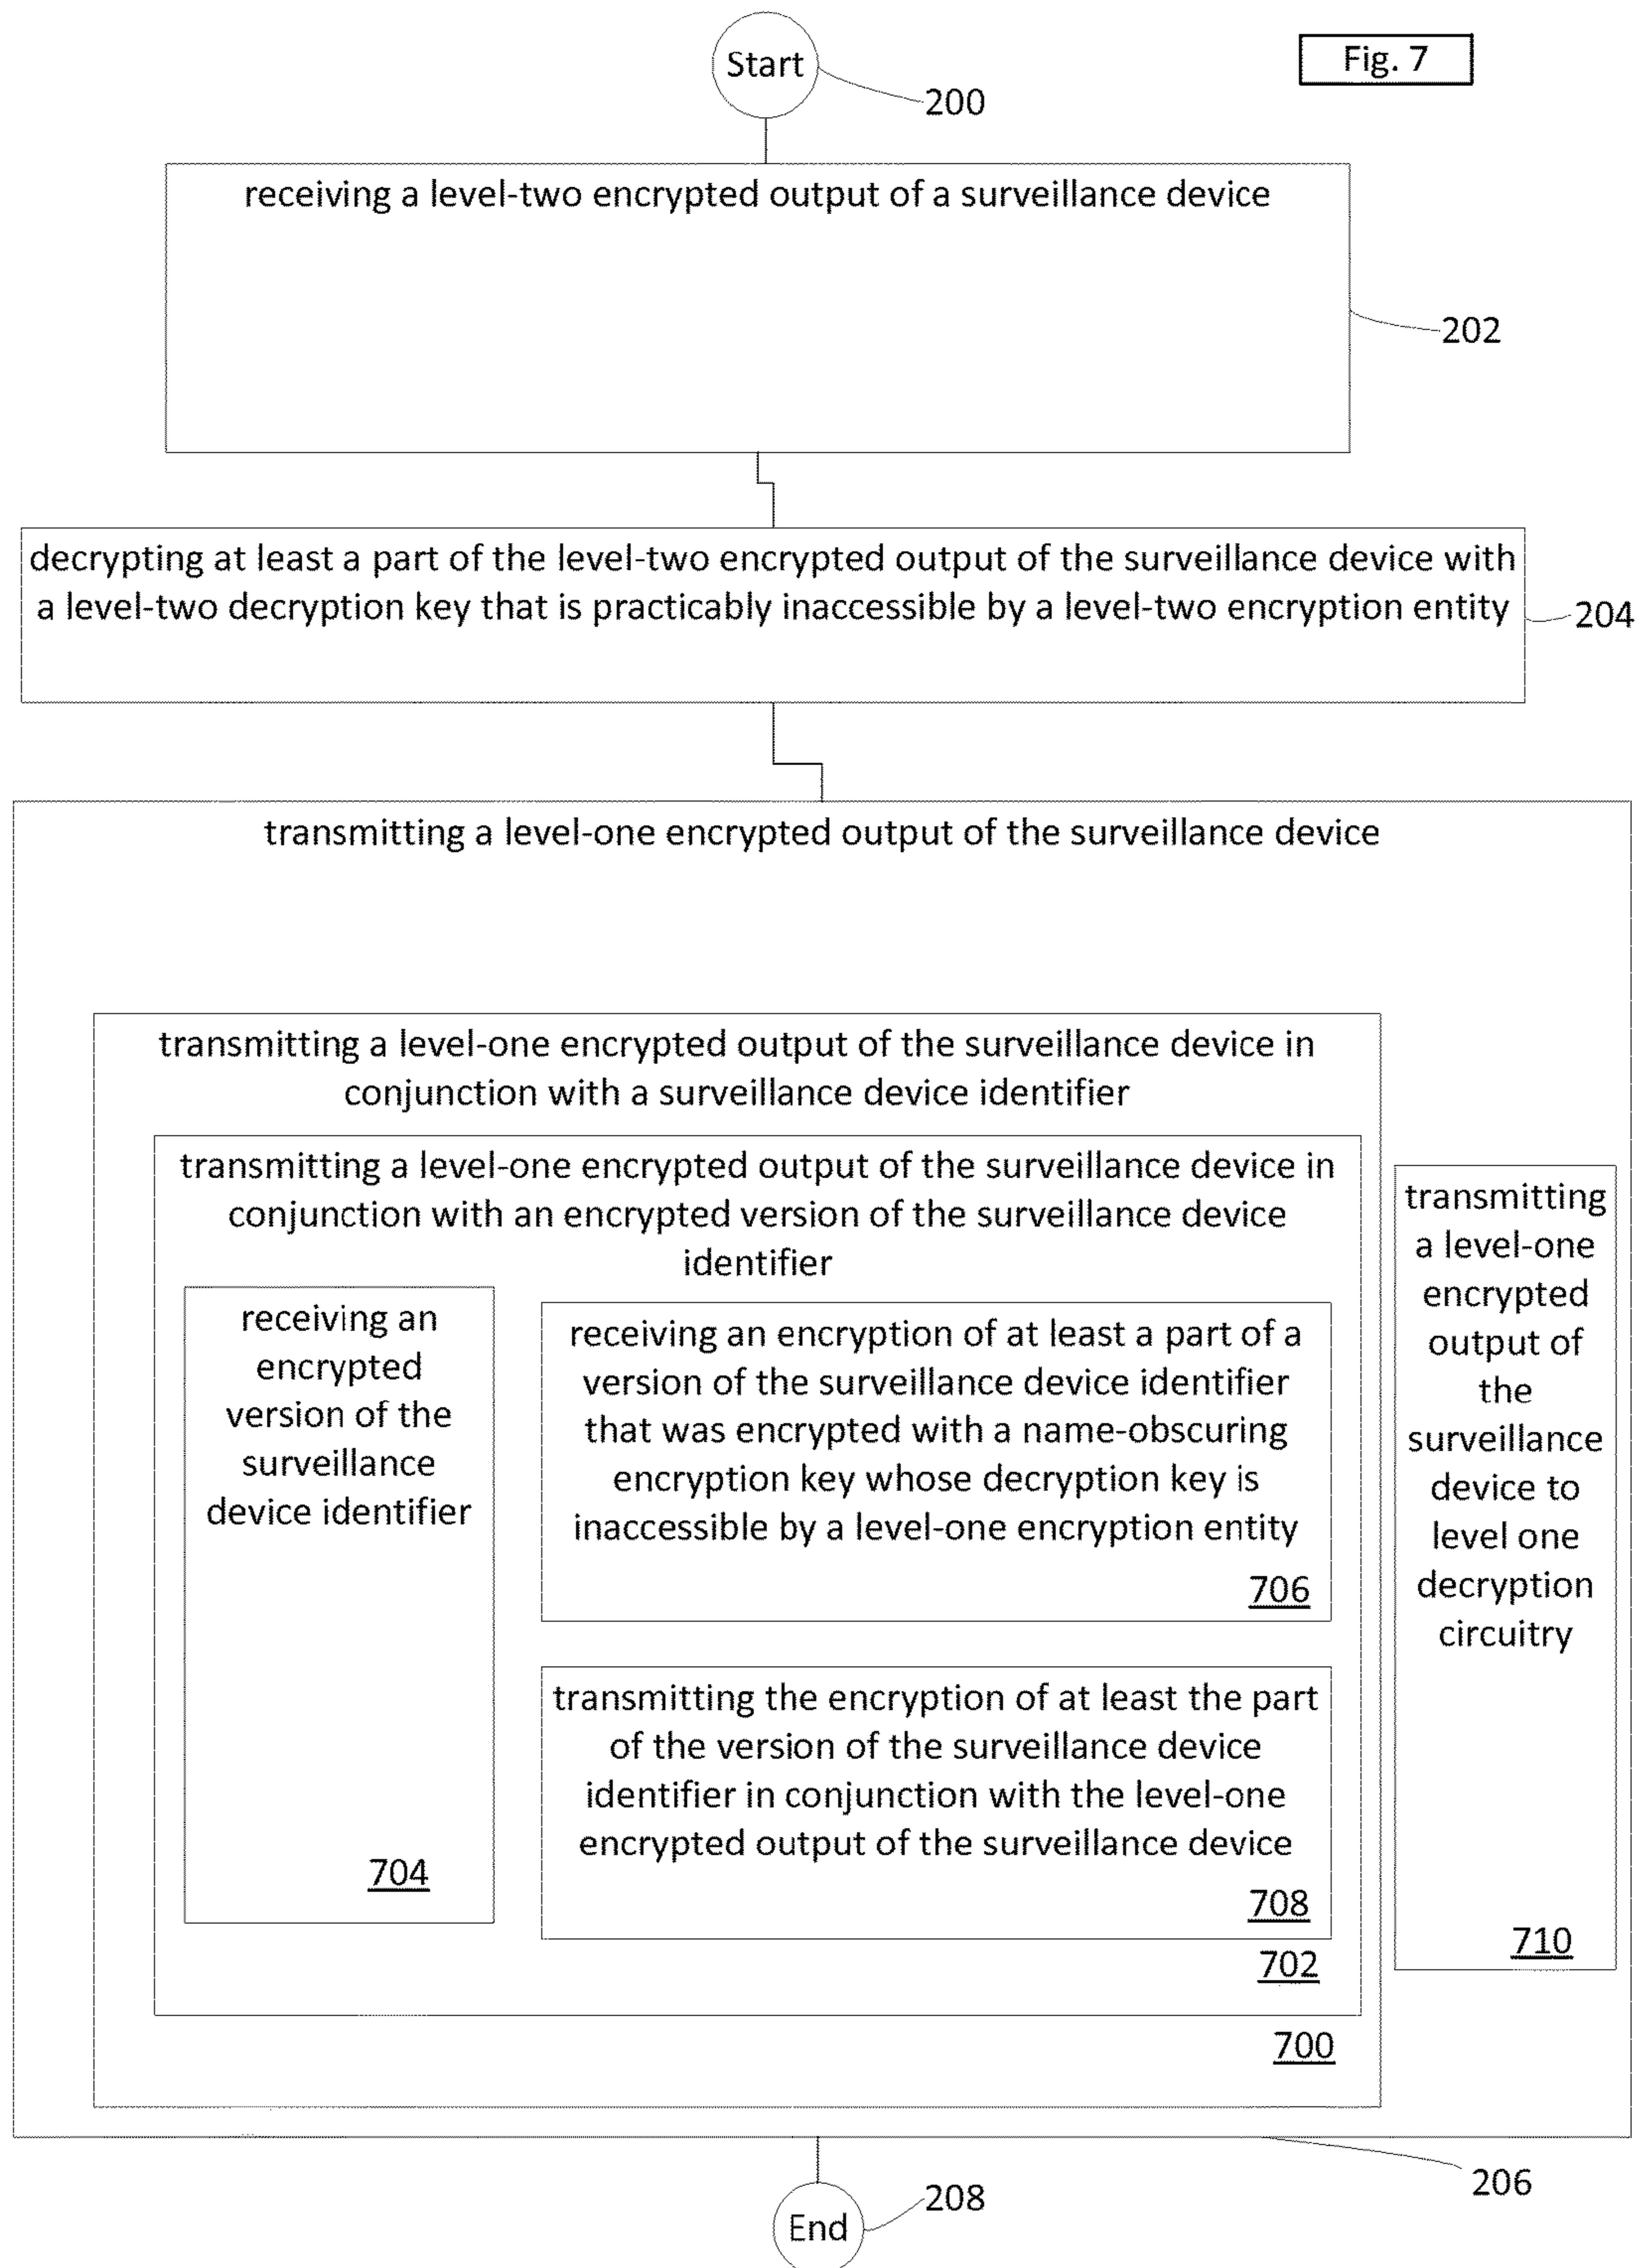 Start
Fig. 7
200
receiving a level-two encrypted output of a surveillance device
202
decrypting at least a part of the level-two encrypted output of the surveillance device with
a level-two decryption key that is practicably inaccessible by a level-two encryption entity
204
transmitting a level-one encrypted output of the surveillance device
transmitting a level-one encrypted output of the surveillance device in
conjunction with a surveillance device identifier
transmitting a level-one encrypted output of the surveillance device in
conjunction with an encrypted version of the surveillance device
identifier
receiving an
encrypted
version of the
surveillance
device identifier
704
receiving an encryption of at least a part of a
version of the surveillance device identifier
that was encrypted with a name-obscuring
encryption key whose decryption key is
inaccessible by a level-one encryption entity
706
transmitting the encryption of at least the part
of the version of the surveillance device
identifier in conjunction with the level-one
encrypted output of the surveillance device
708
702
700
transmitting
a level-one
encrypted
output of
the
surveillance
device to
level one
decryption
circuitry
710
206
208
End